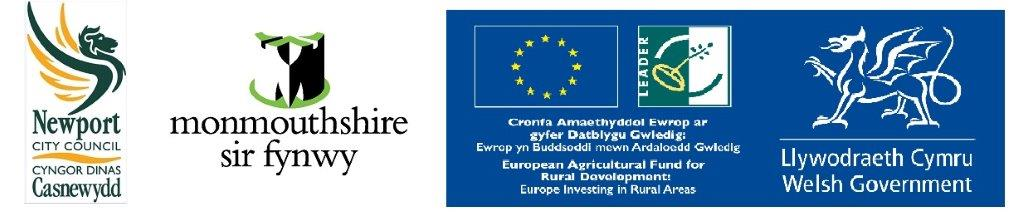 Newport
CITY COUNCIL
CYNGOR DINAS
Casnewydd
monmouthshire
sir fynwy
LEADER
Cronfa Amaethyddol Ewrop ar
gyfer Datblygu Gwledig:
Ewrop yn Buddsoddi mewn Ardaloedd Gwledig
European Agricultural Fund for
Rural Development:
Europe Investing in Rural Areas
Llywodraeth Cymru
Welsh Government